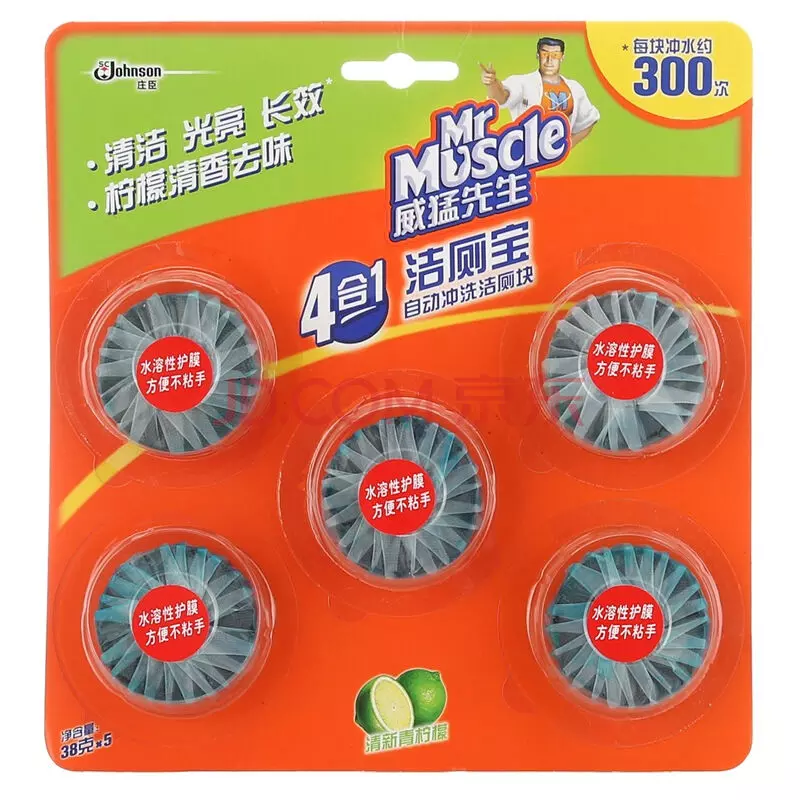 SC
Johnson
庄臣
·清洁 光亮 长效*
·柠檬清香去味
*每块冲水约
300次
M
Mr
Muscle
威猛先生
4合1
洁厕宝
自动冲洗洁厕块
水溶性护膜
方便不粘手
水溶性护膜
方便不粘手
JD.COM 京东
水溶性护膜
方便不粘手
水溶性护膜
方便不粘手
水溶性护膜
方便不粘手
清新青柠檬
净含量:
38克×5